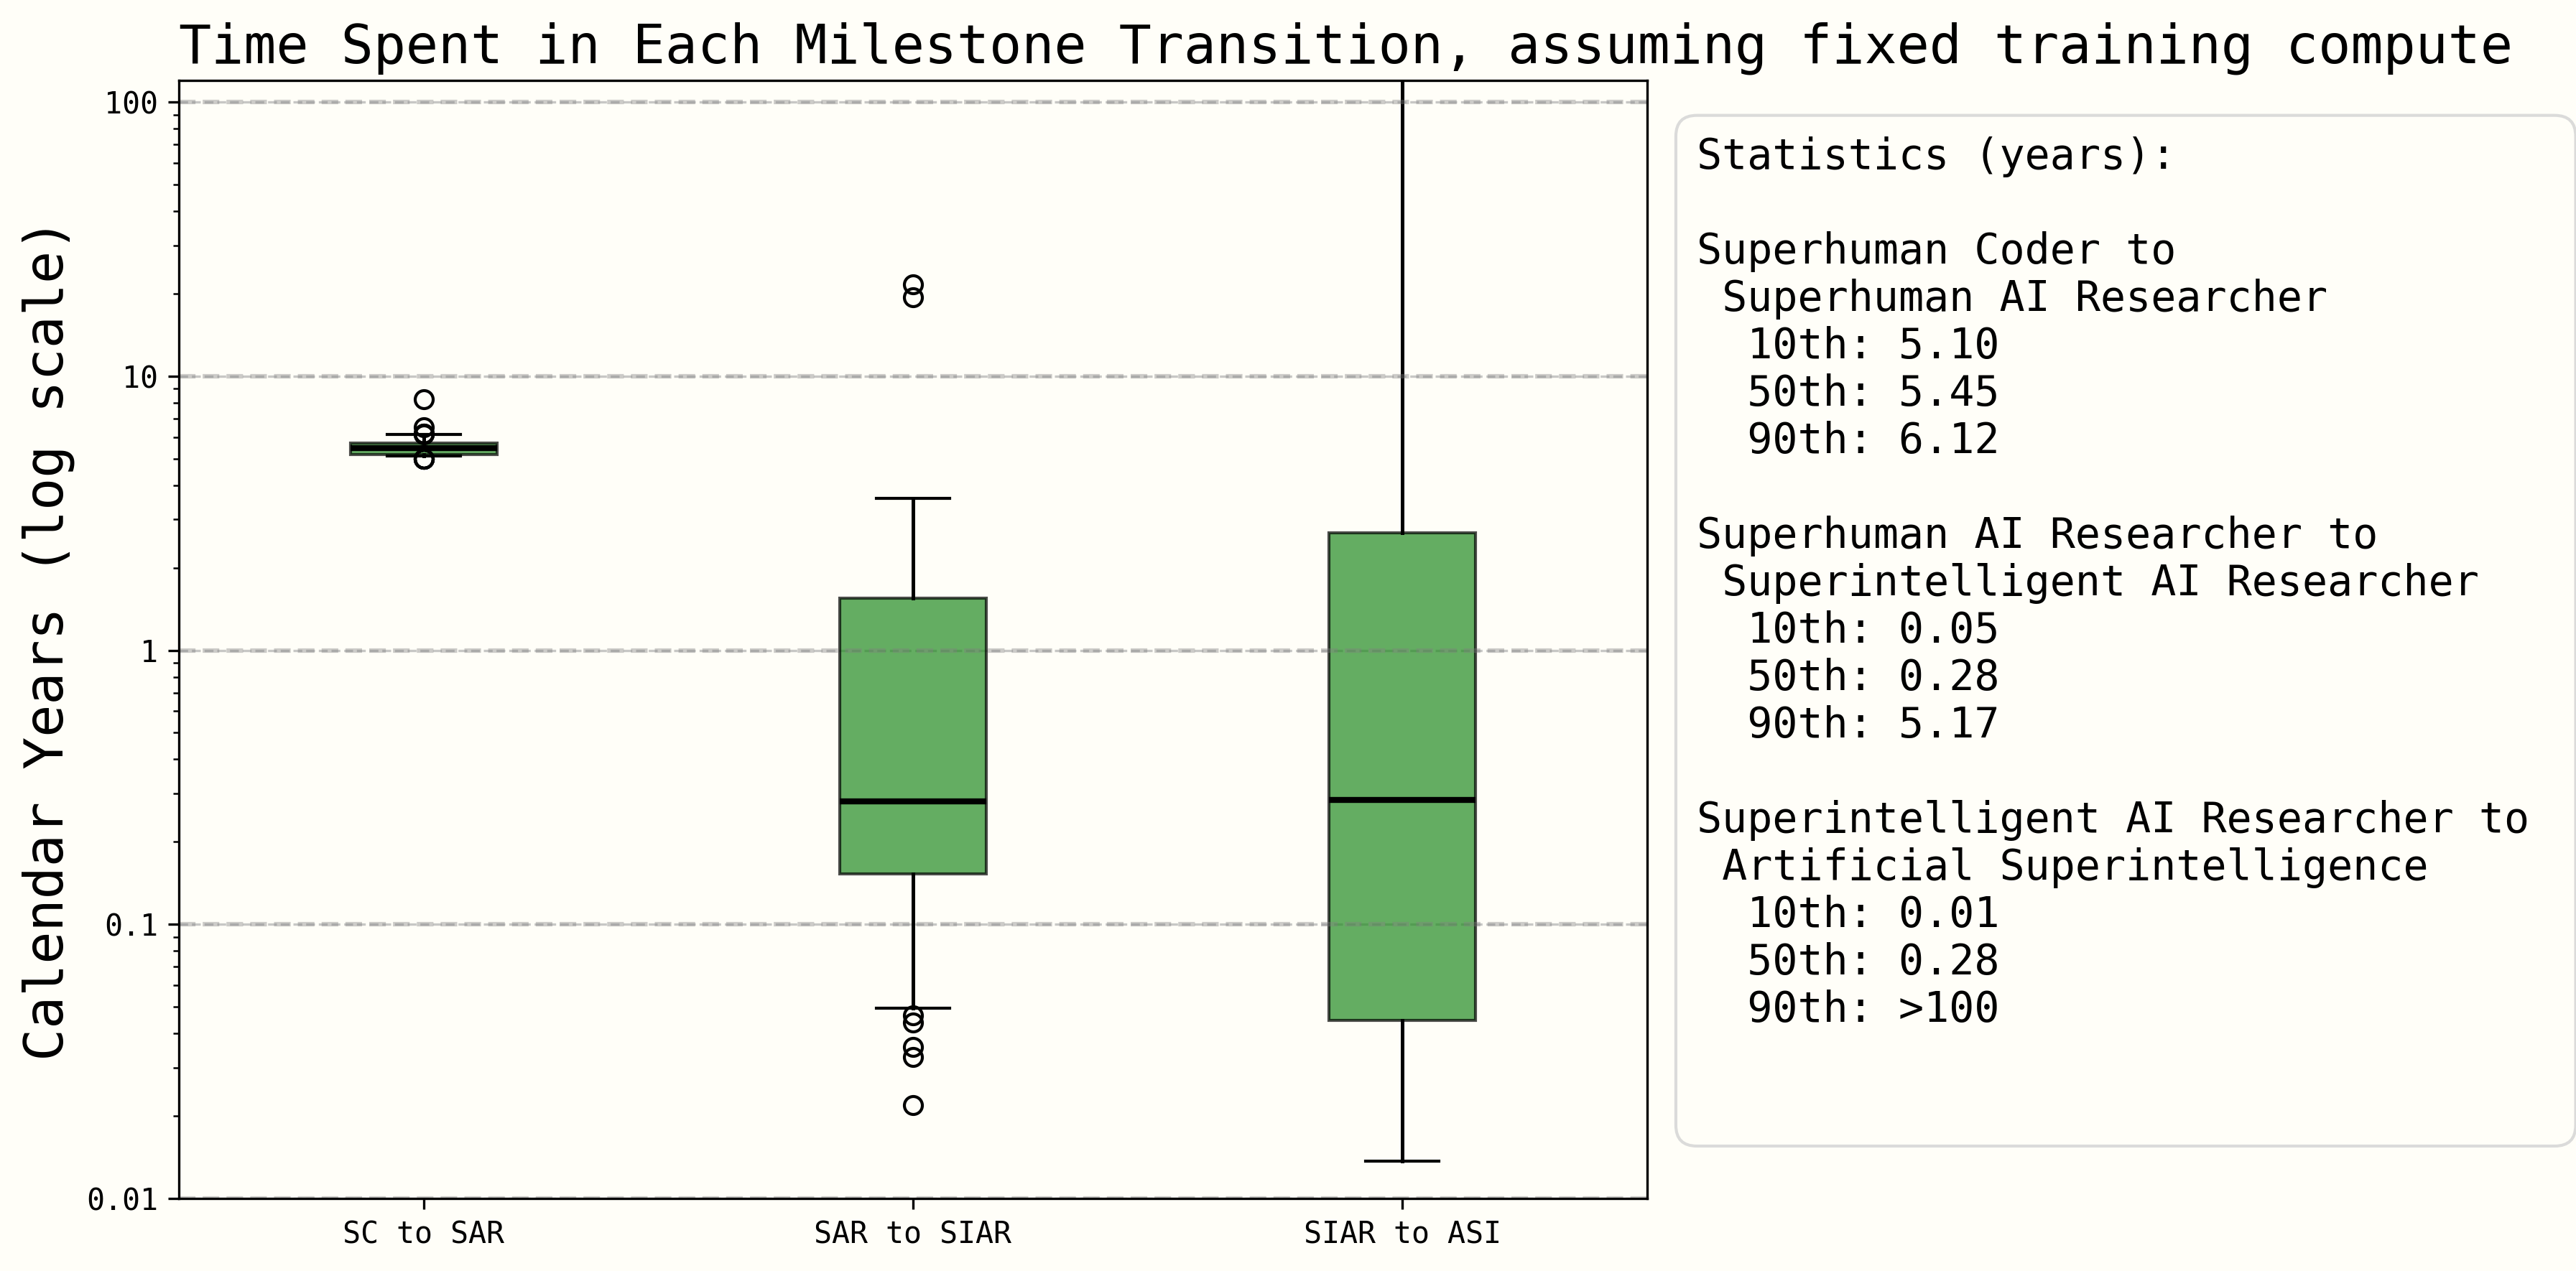 Time Spent in Each Milestone Transition, assuming fixed training compute
Calendar Years (log scale)
100
10
1
0.1
0.01
SC to SAR
SAR to SIAR
SIAR to ASI
Statistics (years):
Superhuman Coder to
Superhuman AI Researcher
10th: 5.10
50th: 5.45
90th: 6.12
Superhuman AI Researcher to
Superintelligent AI Researcher
10th: 0.05
50th: 0.28
90th: 5.17
Superintelligent AI Researcher to
Artificial Superintelligence
10th: 0.01
50th: 0.28
90th: >100